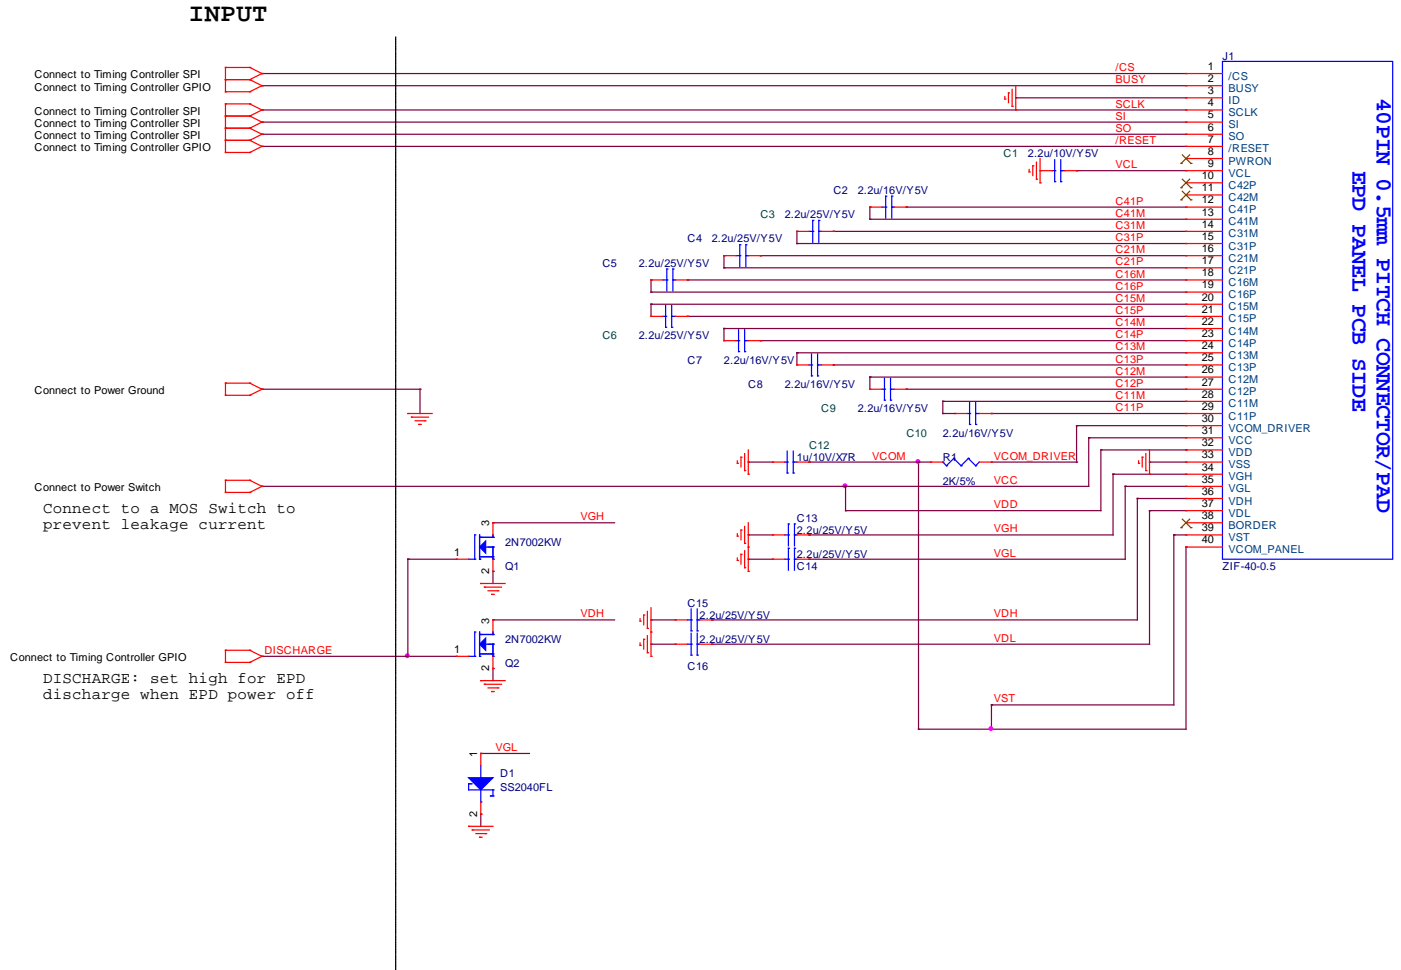 INPUT
Connect to Timing Controller SPI
Connect to Timing Controller GPIO
Connect to Timing Controller SPI
Connect to Timing Controller SPI
Connect to Timing Controller SPI
Connect to Timing Controller GPIO
Connect to Power Ground
Connect to Power Switch
Connect to a MOS Switch to
prevent leakage current
Connect to Timing Controller GPIO
DISCHARGE
DISCHARGE: set high for EPD
discharge when EPD power off
VGH
3
1
2
2N7002KW
Q1
VDH
3
1
2
2N7002KW
Q2
VGL
1
2
D1
SS2040FL
C1 2.2u/10V/Y5V
C2 2.2u/16V/Y5V
C3 2.2u/25V/Y5V
C4 2.2u/25V/Y5V
C5 2.2u/25V/Y5V
C6 2.2u/25V/Y5V
C7 2.2u/16V/Y5V
C8 2.2u/16V/Y5V
C9 2.2u/16V/Y5V
C10 2.2u/16V/Y5V
C12
1u/10V/X7R
VCOM
R1
2K/5%
VCOM_DRIVER
VCC
VDD
C13
2.2u/25V/Y5V
VGH
2.2u/25V/Y5V
C14
VGL
C15
2.2u/25V/Y5V
VDH
2.2u/25V/Y5V
C16
VDL
VST
/CS
BUSY
SCLK
SI
SO
/RESET
VCL
C41P
C41M
C31M
C31P
C21M
C21P
C16M
C16P
C15M
C15P
C14M
C14P
C13M
C13P
C12M
C12P
C11M
C11P
J1
1 /CS
2 BUSY
3 ID
4 SCLK
5 SI
6 SO
7 /RESET
8 PWRON
9 VCL
10 C42P
11 C42M
12 C41P
13 C41M
14 C31M
15 C31P
16 C21M
17 C21P
18 C16M
19 C16P
20 C15M
21 C15P
22 C14M
23 C14P
24 C13M
25 C13P
26 C12M
27 C12P
28 C11M
29 C11P
30 VCOM_DRIVER
31 VCC
32 VDD
33 VSS
34 VGH
35 VGL
36 VDH
37 VDL
38 BORDER
39 VST
40 VCOM_PANEL
ZIF-40-0.5
40PIN 0.5mm PITCH CONNECTOR/PAD
EPD PANEL PCB SIDE